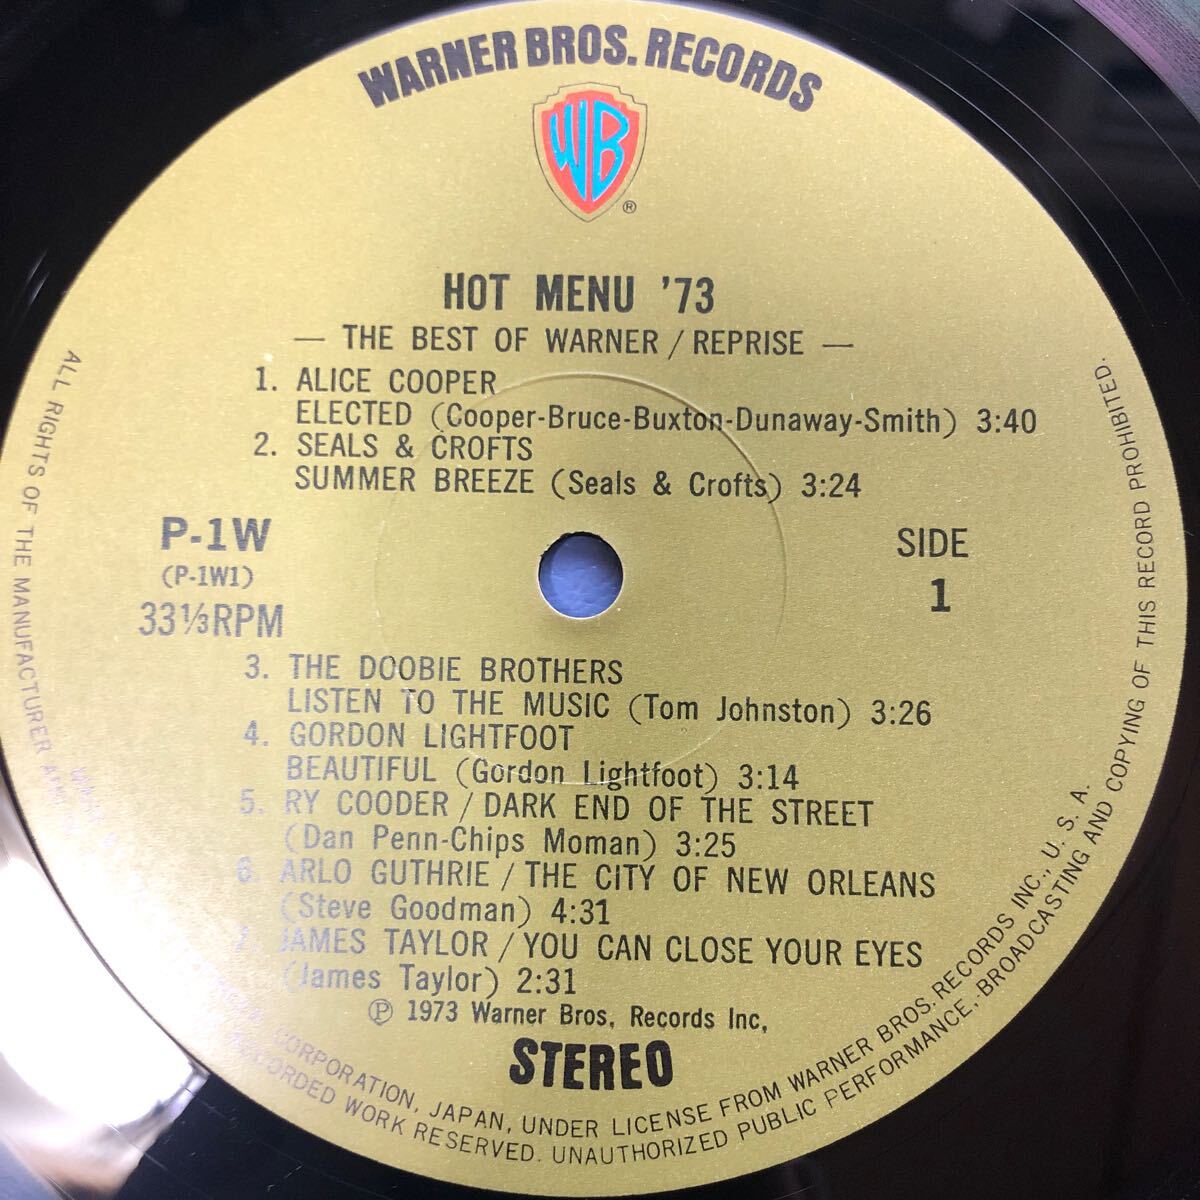 WARNER BROS. RECORDS
WB
®
HOT MENU '73
— THE BEST OF WARNER / REPRISE —
1. ALICE COOPER
ELECTED (Cooper-Bruce-Buxton-Dunaway-Smith) 3:40
2. SEALS & CROFTS
SUMMER BREEZE (Seals & Crofts) 3:24
P-1W
(P-1W1)
33⅓RPM
SIDE
1
3. THE DOOBIE BROTHERS
LISTEN TO THE MUSIC (Tom Johnston) 3:26
4. GORDON LIGHTFOOT
BEAUTIFUL (Gordon Lightfoot) 3:14
5. RY COODER / DARK END OF THE STREET
(Dan Penn-Chips Moman) 3:25
6. ARLO GUTHRIE / THE CITY OF NEW ORLEANS
(Steve Goodman) 4:31
7. JAMES TAYLOR / YOU CAN CLOSE YOUR EYES
(James Taylor) 2:31
Ⓟ 1973 Warner Bros, Records Inc,
STEREO
CORPORATION, JAPAN, UNDER LICENSE FROM WARNER BROS. RECORDS INC., U. S. A.
ALL RIGHTS OF THE MANUFACTURER AND RECORDED WORK RESERVED. UNAUTHORIZED PUBLIC PERFORMANCE, BROADCASTING AND COPYING OF THIS RECORD PROHIBITED.